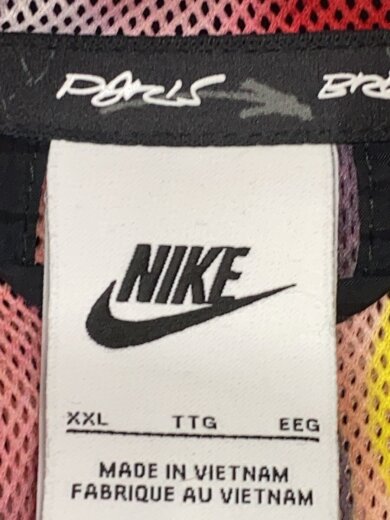 PARIS
NIKE
XXL TTG EEG
MADE IN VIETNAM
FABRIQUE AU VIETNAM